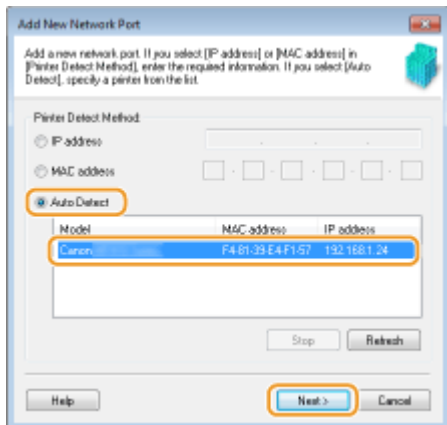 Add New Network Port
Add a new network port. If you select [IP address] or [MAC address] in
[Printer Detect Method], enter the required information. If you select [Auto
Detect], specify a printer from the list.
Printer Detect Method:
IP address
MAC address
Auto Detect
Model MAC address IP address
Canon F4-81-39-E4-F1-57 192.168.1.24
Stop Refresh
Help Next > Cancel